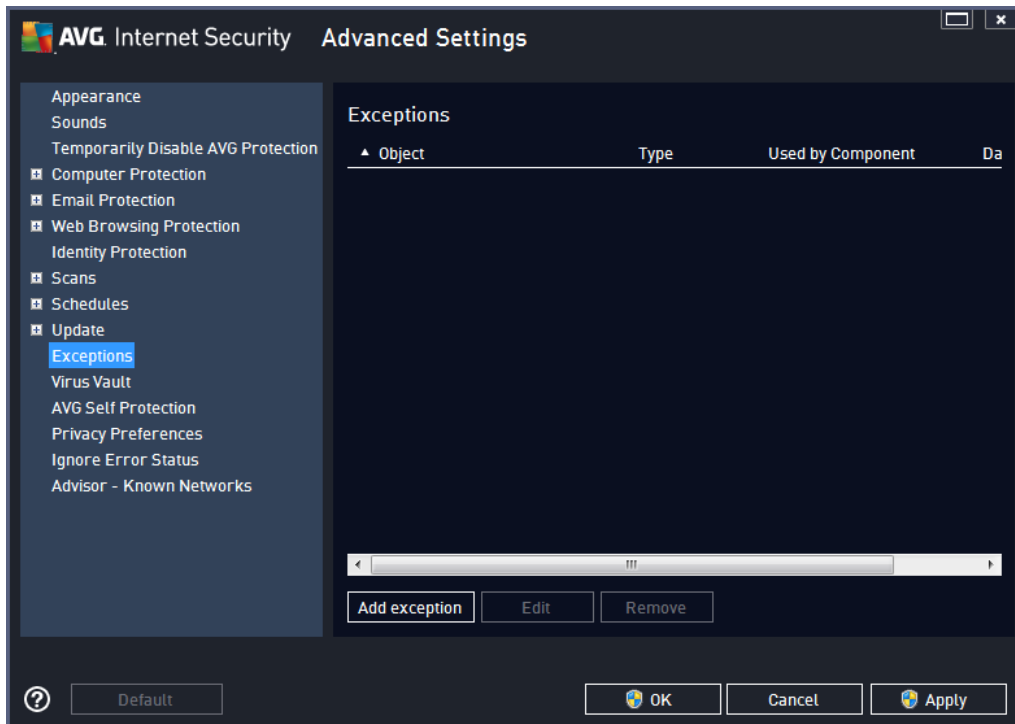 AVG. Internet Security Advanced Settings
Appearance
Sounds
Temporarily Disable AVG Protection
Computer Protection
Email Protection
Web Browsing Protection
Identity Protection
Scans
Schedules
Update
Exceptions
Virus Vault
AVG Self Protection
Privacy Preferences
Ignore Error Status
Advisor - Known Networks
Exceptions
Object Type Used by Component Da
Add exception Edit Remove
Default OK Cancel Apply